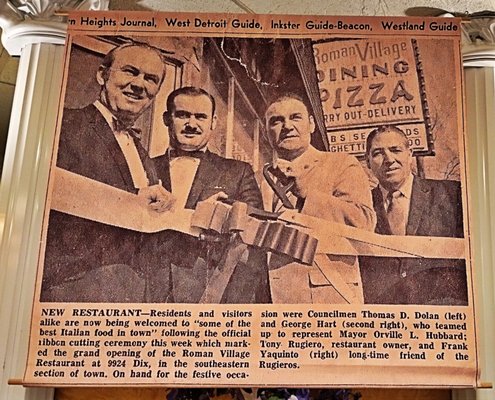 n Heights Journal, West Detroit Guide, Inkster Guide-Beacon, Westland Guide
Roman Village
DINING
PIZZA
CARRY OUT-DELIVERY
NEW RESTAURANT—Residents and visitors
alike are now being welcomed to "some of
the best Italian food in town" following the official
ribbon cutting ceremony this week which mark-
ed the grand opening of the Roman Village
Restaurant at 9924 Dix, in the southeastern
section of town. On hand for the festive occa-
sion were Councilmen Thomas D. Dolan (left)
and George Hart (second right), who teamed
up to represent Mayor Orville L. Hubbard;
Tony Rugiero, restaurant owner, and Frank
Yaquinto (right) long-time friend of the
Rugieros.